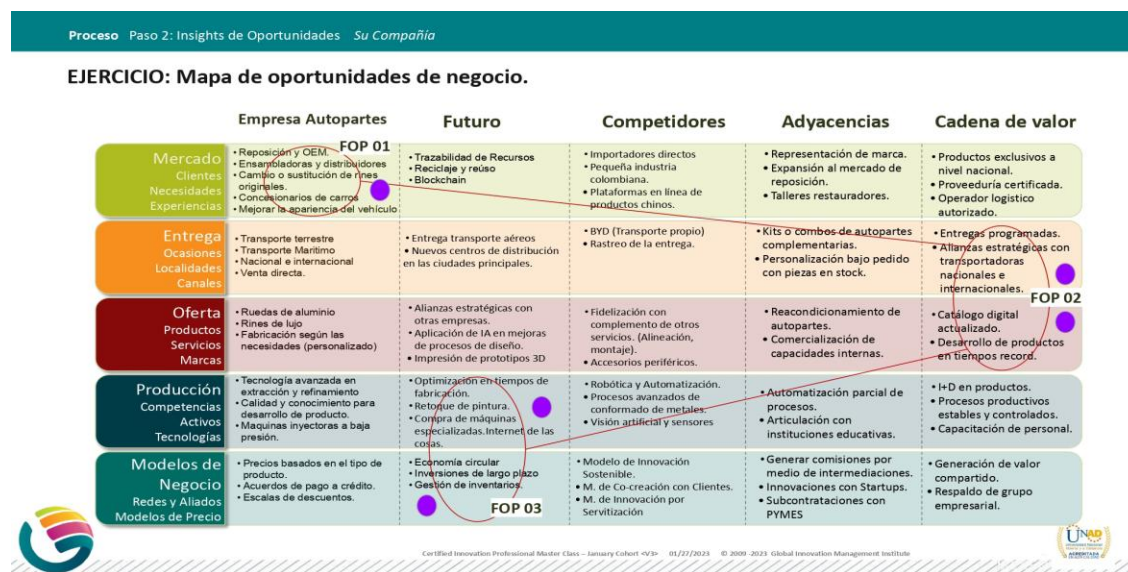 Proceso Paso 2: Insights de Oportunidades Su Compañía
EJERCICIO: Mapa de oportunidades de negocio.
Empresa Autopartes
Futuro
Competidores
Adyacencias
Cadena de valor
FOP 01
Mercado
Clientes
Necesidades
Experiencias
• Reposición y OEM.
• Ensambladoras y distribuidores
• Cambio o sustitución de rines
originales.
• Concesionarios de carros
• Mejorar la apariencia del vehículo
• Trazabilidad de Recursos
• Reciclaje y reúso
• Blockchain
• Importadores directos
• Pequeña industria
colombiana.
• Plataformas en línea de
productos chinos.
• Representación de marca.
• Expansión al mercado de
reposición.
• Talleres restauradores.
• Productos exclusivos a
nivel nacional.
• Proveeduría certificada.
• Operador logistico
autorizado.
Entrega
Ocasiones
Localidades
Canales
• Transporte terrestre
• Transporte Maritimo
• Nacional e internacional
• Venta directa.
• Entrega transporte aéreos
• Nuevos centros de distribución
en las ciudades principales.
• BYD (Transporte propio)
• Rastreo de la entrega.
• Kits o combos de autopartes
complementarias.
• Personalización bajo pedido
con piezas en stock.
• Entregas programadas.
• Alianzas estratégicas con
transportadoras
nacionales e
internacionales.
FOP 02
Oferta
Productos
Servicios
Marcas
• Ruedas de aluminio
• Rines de lujo
• Fabricación según las
necesidades (personalizado)
• Alianzas estratégicas con
otras empresas.
• Aplicación de IA en mejoras
de procesos de diseño.
• Impresión de prototipos 3D
• Fidelización con
complemento de otros
servicios. (Alineación,
montaje).
• Accesorios periféricos.
• Reacondicionamiento de
autopartes.
• Comercialización de
capacidades internas.
• Catálogo digital
actualizado.
• Desarrollo de productos
en tiempos record.
Producción
Competencias
Activos
Tecnologías
• Tecnología avanzada en
extracción y refinamiento
• Calidad y conocimiento para
desarrollo de producto.
• Maquinas inyectoras a baja
presión.
• Optimización en tiempos de
fabricación.
• Retoque de pintura.
• Compra de máquinas
especializadas.Internet de las
cosas.
• Robótica y Automatización.
• Procesos avanzados de
conformado de metales.
• Visión artificial y sensores
• Automatización parcial de
procesos.
• Articulación con
instituciones educativas.
• I+D en productos.
• Procesos productivos
estables y controlados.
• Capacitación de personal.
Modelos de
Negocio
Redes y Aliados
Modelos de Precio
• Precios basados en el tipo de
producto.
• Acuerdos de pago a crédito.
• Escalas de descuentos.
• Economía circular
• Inversiones de largo plazo
• Gestión de inventarios.
FOP 03
• Modelo de Innovación
Sostenible.
• M. de Co-creación con Clientes.
• M. de Innovación por
Servitización
• Generar comisiones por
medio de intermediaciones.
• Innovaciones con Startups.
• Subcontrataciones con
PYMES
• Generación de valor
compartido.
• Respaldo de grupo
empresarial.
Certified Innovation Professional Master Class – January Cohort <V3> 01/27/2023 © 2009 -2023 Global Innovation Management Institute
UNAD